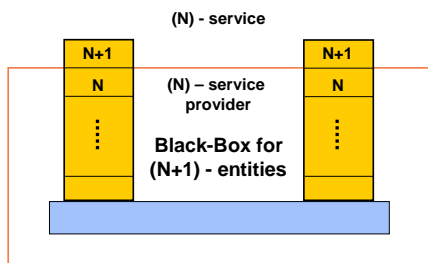 (N) - service
N+1
N+1
N
(N) – service
provider
N
Black-Box for
(N+1) - entities